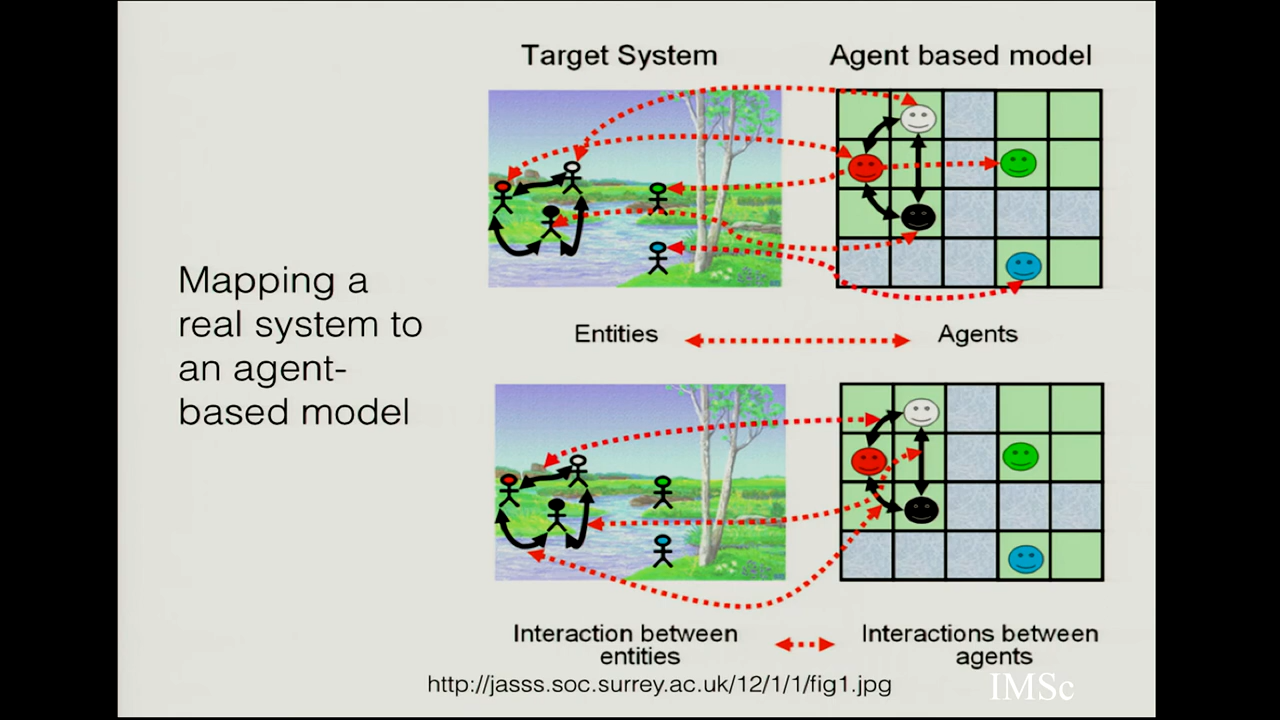 Target System
Agent based model
Mapping a
real system to
an agent-
based model
Entities
Agents
Interaction between
entities
Interactions between
agents
http://jasss.soc.surrey.ac.uk/12/1/1/fig1.jpg
IMSc